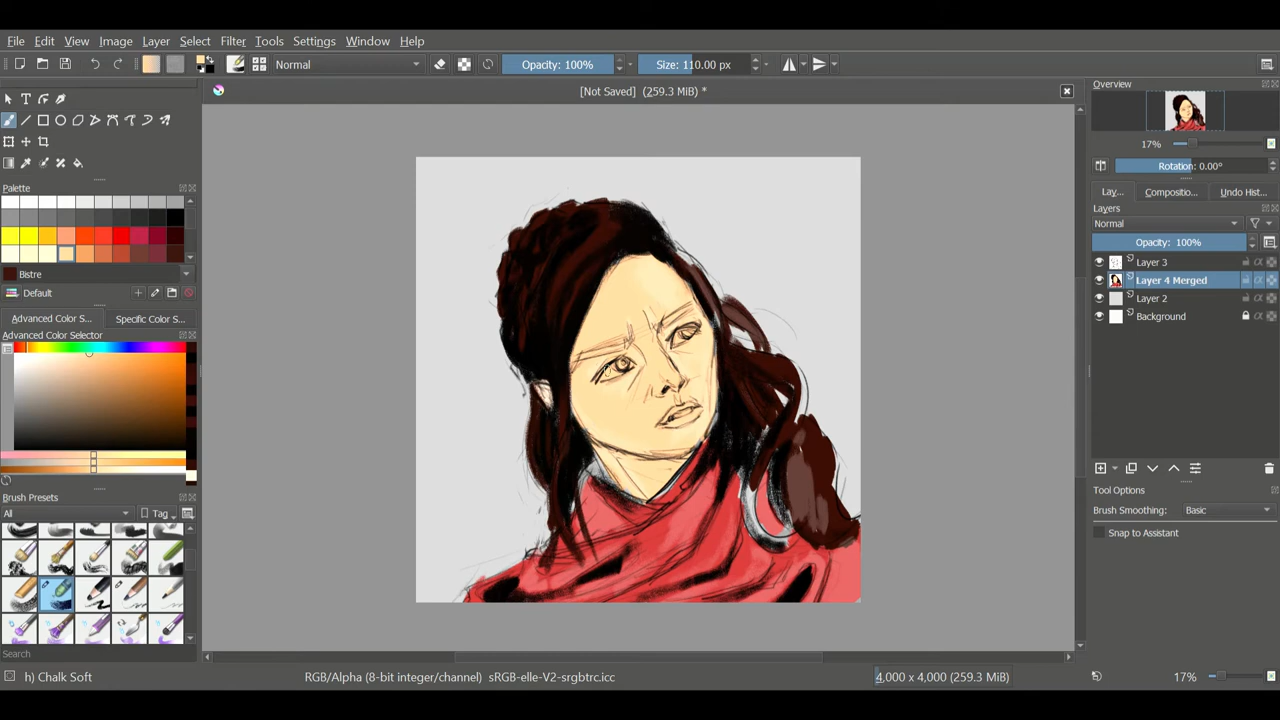 File Edit View Image Layer Select Filter Tools Settings Window Help
Normal Opacity: 100% Size: 110.00 px
[Not Saved] (259.3 MiB) *
Overview
17%
Rotation: 0.00°
Palette
Lay... Compositio... Undo Hist...
Layers
Normal
Opacity: 100%
Layer 3
Layer 4 Merged
Layer 2
Background
Bistre
Default
Advanced Color S... Specific Color S...
Advanced Color Selector
Brush Presets
All Tag
Search
Tool Options
Brush Smoothing: Basic
Snap to Assistant
h) Chalk Soft RGB/Alpha (8-bit integer/channel) sRGB-elle-V2-srgbtrc.icc 4,000 x 4,000 (259.3 MiB) 17%